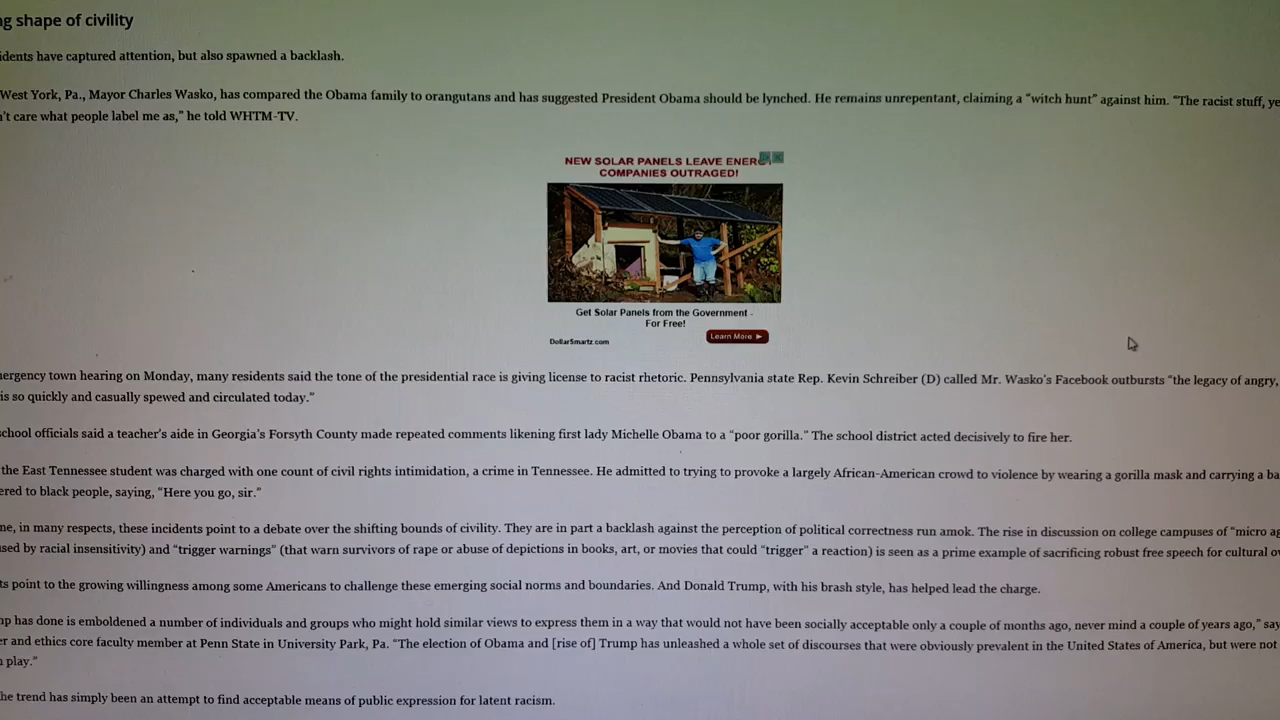 ng shape of civility
idents have captured attention, but also spawned a backlash.
West York, Pa., Mayor Charles Wasko, has compared the Obama family to orangutans and has suggested President Obama should be lynched. He remains unrepentant, claiming a “witch hunt” against him. “The racist stuff, ye
't care what people label me as,” he told WHTM-TV.
NEW SOLAR PANELS LEAVE
COMPANIES OUTRAGED!
Get Solar Panels from the Government -
For Free!
Learn More
DollarSmartz.com
ergency town hearing on Monday, many residents said the tone of the presidential race is giving license to racist rhetoric. Pennsylvania state Rep. Kevin Schreiber (D) called Mr. Wasko's Facebook outbursts “the legacy of angry,
is so quickly and casually spewed and circulated today.”
school officials said a teacher's aide in Georgia's Forsyth County made repeated comments likening first lady Michelle Obama to a “poor gorilla.” The school district acted decisively to fire her.
the East Tennessee student was charged with one count of civil rights intimidation, a crime in Tennessee. He admitted to trying to provoke a largely African-American crowd to violence by wearing a gorilla mask and carrying a ba
ered to black people, saying, “Here you go, sir.”
me, in many respects, these incidents point to a debate over the shifting bounds of civility. They are in part a backlash against the perception of political correctness run amok. The rise in discussion on college campuses of “micro ag
sed by racial insensitivity) and “trigger warnings” (that warn survivors of rape or abuse of depictions in books, art, or movies that could “trigger” a reaction) is seen as a prime example of sacrificing robust free speech for cultural ov
ts point to the growing willingness among some Americans to challenge these emerging social norms and boundaries. And Donald Trump, with his brash style, has helped lead the charge.
mp has done is emboldened a number of individuals and groups who might hold similar views to express them in a way that would not have been socially acceptable only a couple of months ago, never mind a couple of years ago,” say
er and ethics core faculty member at Penn State in University Park, Pa. “The election of Obama and [rise of] Trump has unleashed a whole set of discourses that were obviously prevalent in the United States of America, but were not
play.”
he trend has simply been an attempt to find acceptable means of public expression for latent racism.